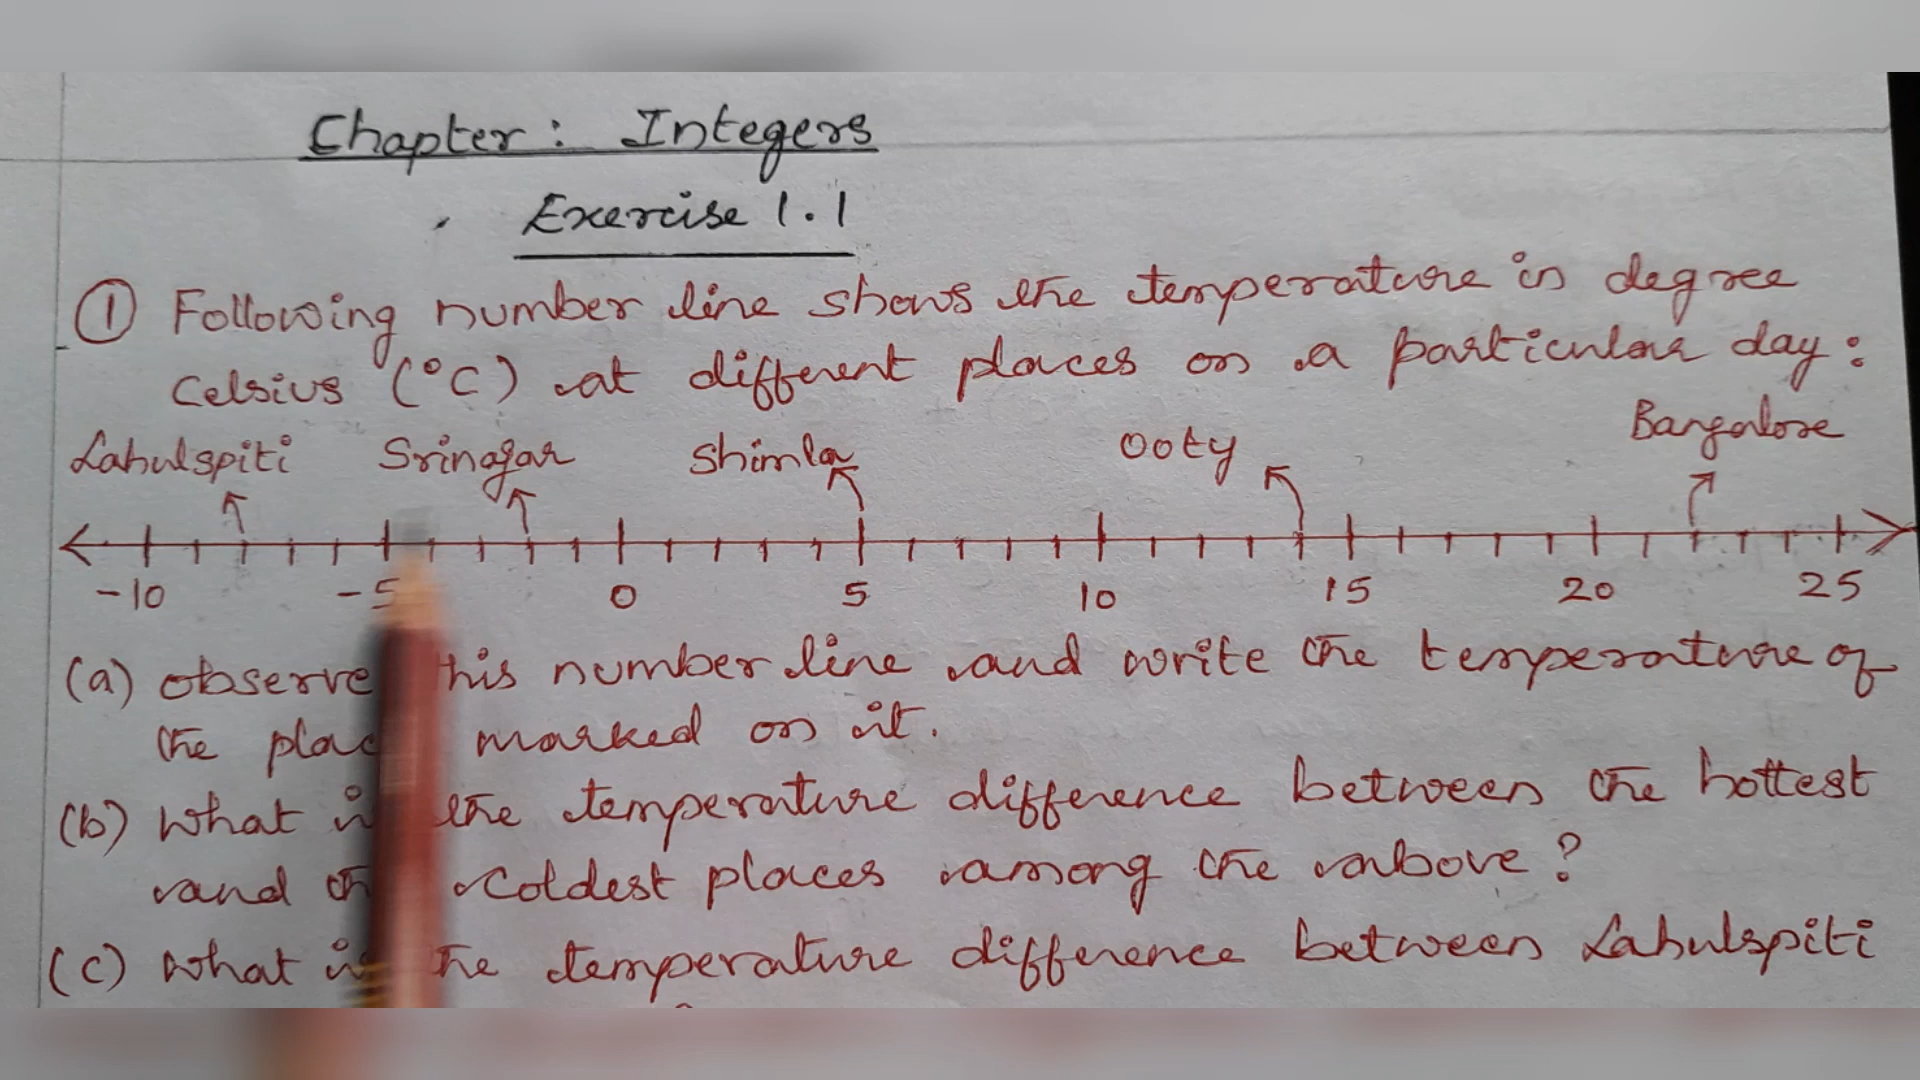 Chapter: Integers
Exercise 1.1
① Following number line shows the temperature in degree
Celsius (°C) at different places on a particular day:
Bangalore
Lahulspiti Srinagar Shimla Ooty
-10 -5 0 5 10 15 20 25
(a) observe this number line and write the temperature of
the marked on it.
(b) What the temperature difference between the hottest
and coldest places among the above?
(c) What the temperature difference between Lahulspiti